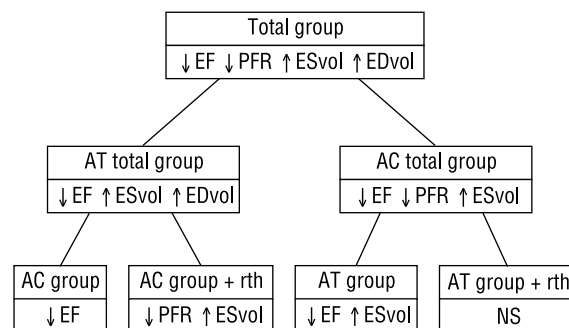 Total group
↓ EF ↓ PFR ↑ ESvol ↑ EDvol
AT total group
↓ EF ↑ ESvol ↑ EDvol
AC total group
↓ EF ↓ PFR ↑ ESvol
AC group
↓ EF
AC group + rth
↓ PFR ↑ ESvol
AT group
↓ EF ↑ ESvol
AT group + rth
NS